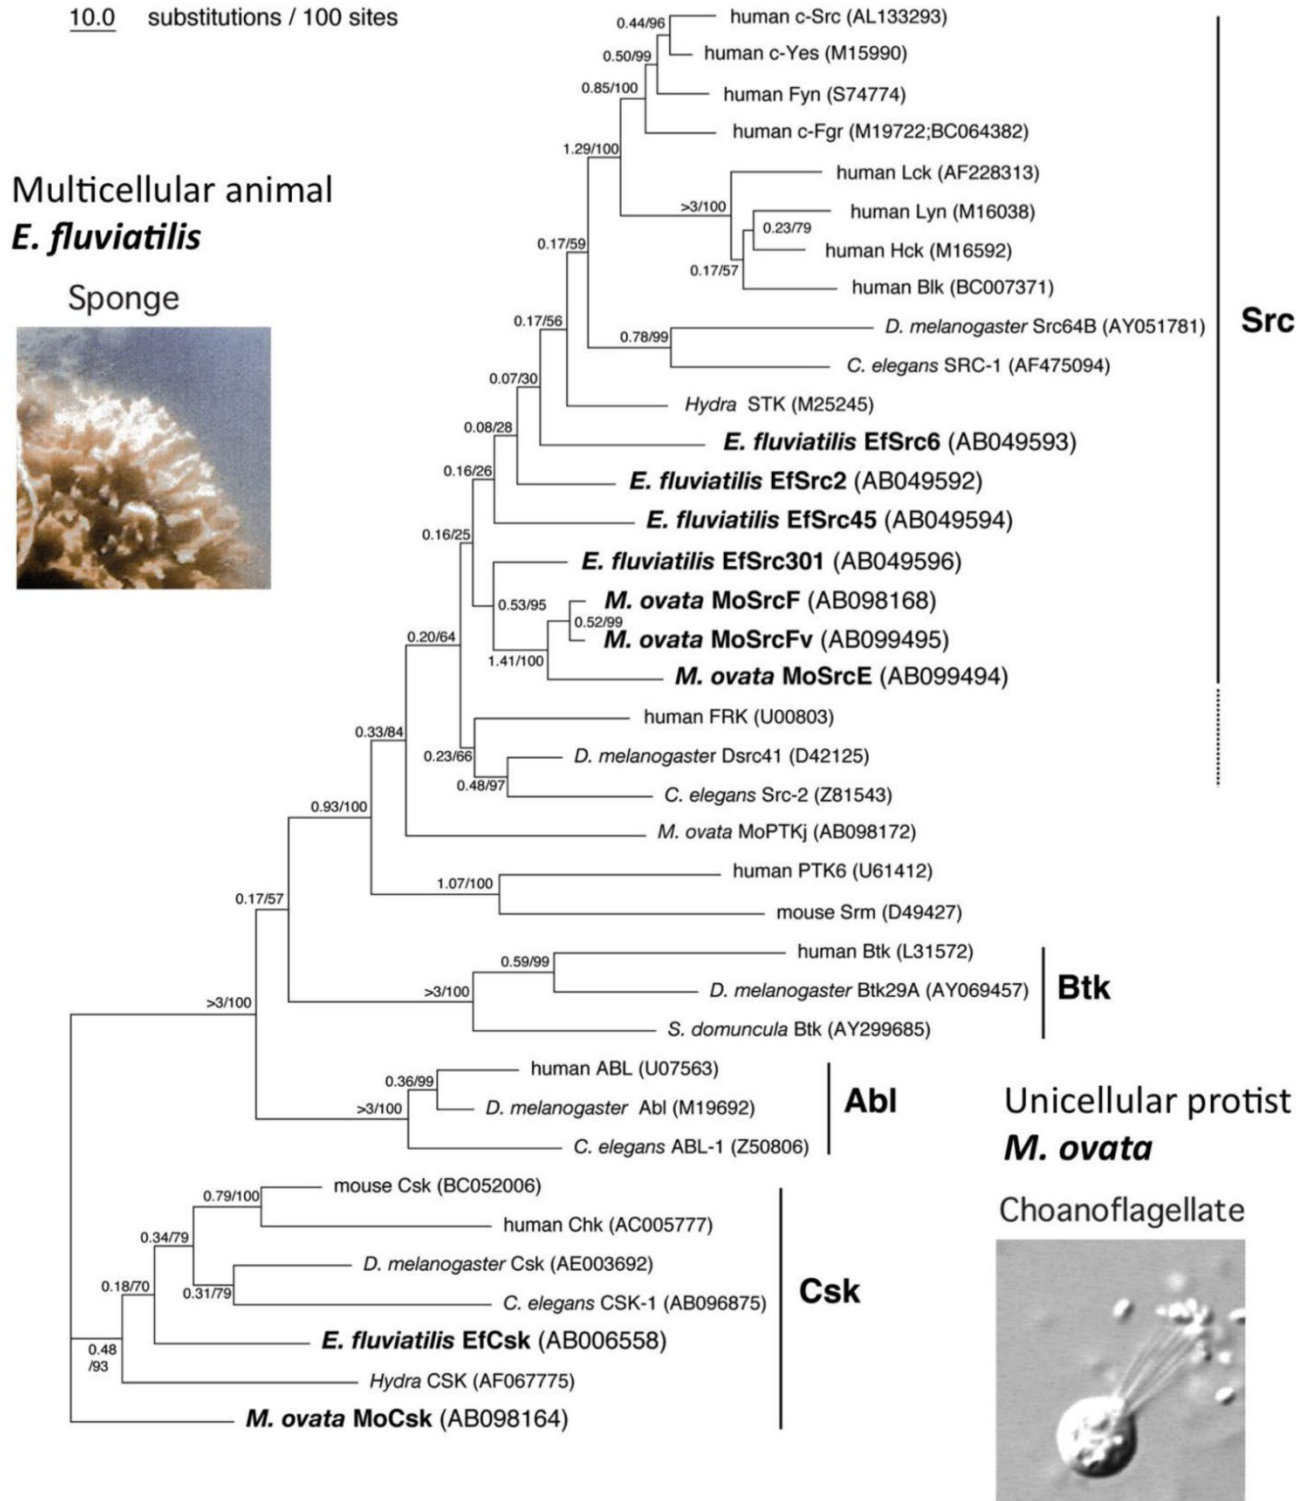 10.0 substitutions / 100 sites
Multicellular animal
E. fluviatilis
Sponge
0.44/96
human c-Src (AL133293)
0.50/99
human c-Yes (M15990)
0.85/100
human Fyn (S74774)
human c-Fgr (M19722;BC064382)
1.29/100
human Lck (AF228313)
>3/100
human Lyn (M16038)
0.23/79
human Hck (M16592)
0.17/57
human Blk (BC007371)
0.17/59
D. melanogaster Src64B (AY051781)
0.78/99
C. elegans SRC-1 (AF475094)
0.17/56
Hydra STK (M25245)
0.07/30
E. fluviatilis EfSrc6 (AB049593)
0.08/28
E. fluviatilis EfSrc2 (AB049592)
0.16/26
E. fluviatilis EfSrc45 (AB049594)
0.16/25
E. fluviatilis EfSrc301 (AB049596)
0.53/95
M. ovata MoSrcF (AB098168)
0.52/99
M. ovata MoSrcFv (AB099495)
1.41/100
M. ovata MoSrcE (AB099494)
Src
0.20/64
human FRK (U00803)
0.23/66
D. melanogaster Dsrc41 (D42125)
0.48/97
C. elegans Src-2 (Z81543)
0.33/84
M. ovata MoPTKj (AB098172)
0.93/100
human PTK6 (U61412)
1.07/100
mouse Srm (D49427)
0.17/57
human Btk (L31572)
0.59/99
D. melanogaster Btk29A (AY069457)
>3/100
S. domuncula Btk (AY299685)
Btk
>3/100
human ABL (U07563)
0.36/99
D. melanogaster Abl (M19692)
>3/100
C. elegans ABL-1 (Z50806)
Abl
Unicellular protist
M. ovata
Choanoflagellate
mouse Csk (BC052006)
0.79/100
human Chk (AC005777)
0.34/79
D. melanogaster Csk (AE003692)
0.31/79
C. elegans CSK-1 (AB096875)
0.18/70
E. fluviatilis EfCsk (AB006558)
0.48
/93
Hydra CSK (AF067775)
M. ovata MoCsk (AB098164)
Csk